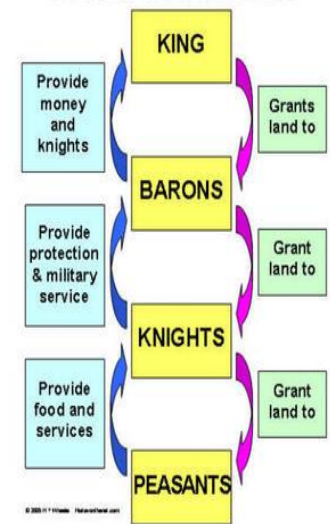 KING
Provide
money
and
knights
Grants
land to
BARONS
Provide
protection
& military
service
Grant
land to
KNIGHTS
Provide
food and
services
Grant
land to
PEASANTS